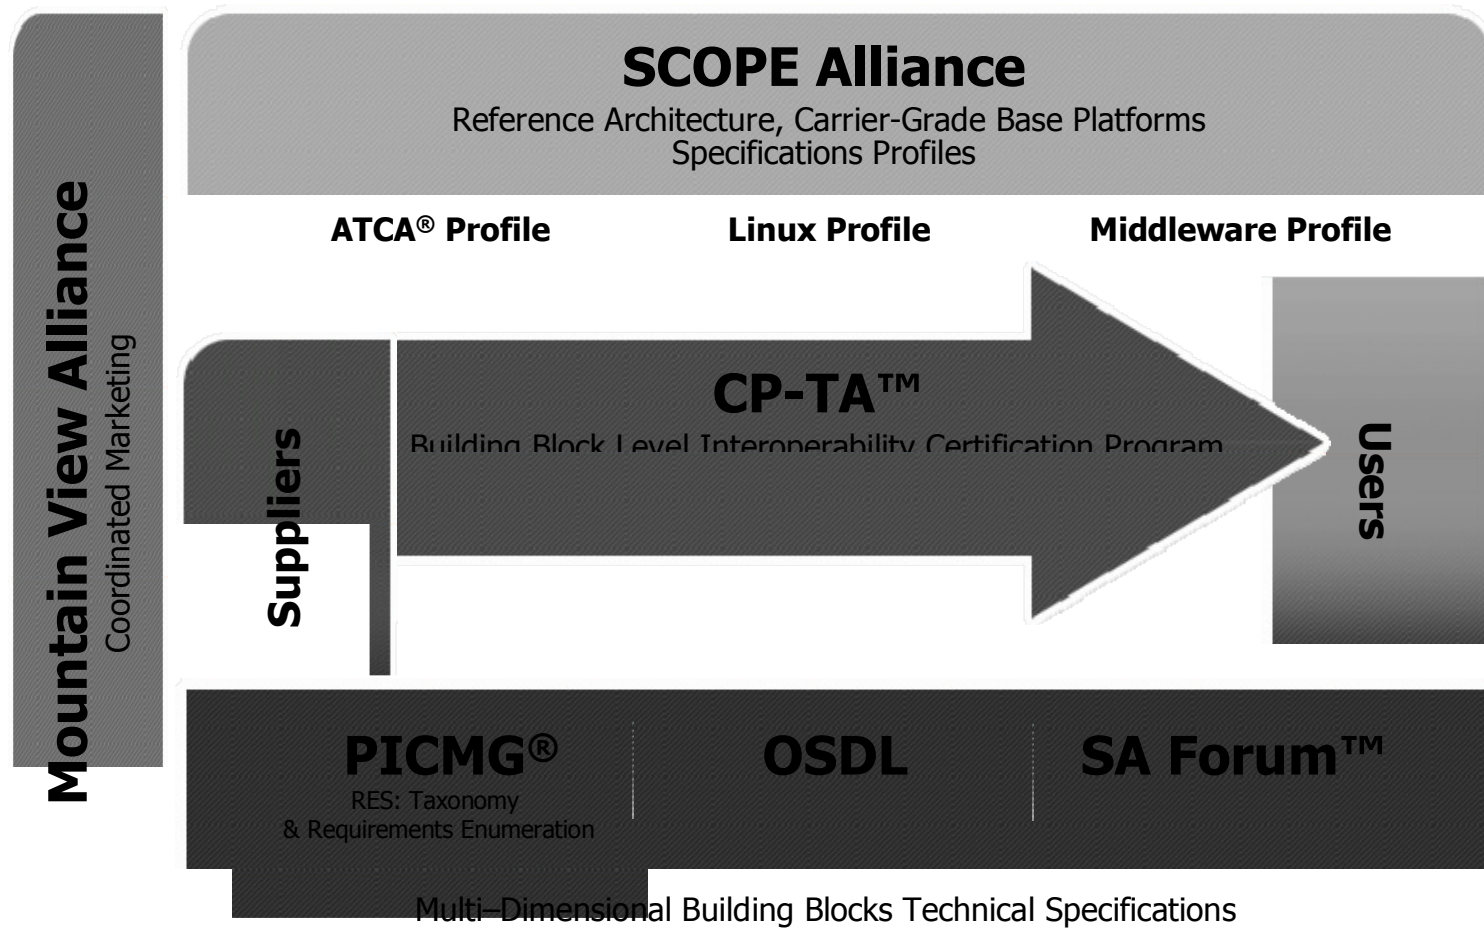 Mountain View Alliance
Coordinated Marketing
SCOPE Alliance
Reference Architecture, Carrier-Grade Base Platforms
Specifications Profiles
ATCA® Profile
Linux Profile
Middleware Profile
Suppliers
CP-TA™
Building Block Level Interoperability Certification Program
Users
PICMG®
RES: Taxonomy
& Requirements Enumeration
OSDL
SA Forum™
Multi–Dimensional Building Blocks Technical Specifications